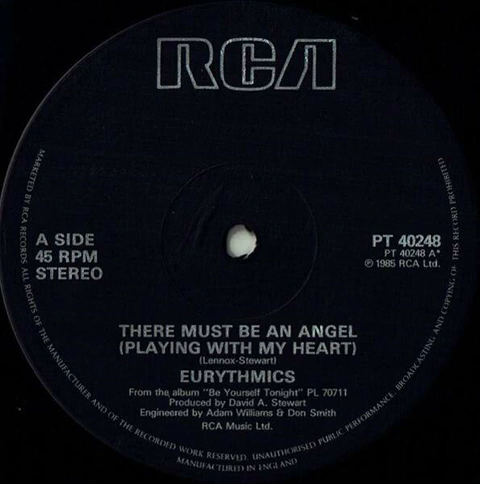 RCA
A SIDE
45 RPM
STEREO
PT 40248
PT 40248 A*
℗ 1985 RCA Ltd.
THERE MUST BE AN ANGEL
(PLAYING WITH MY HEART)
(Lennox-Stewart)
EURYTHMICS
From the album "Be Yourself Tonight" PL 70711
Produced by David A. Stewart
Engineered by Adam Williams & Don Smith
RCA Music Ltd.
MARKETED BY RCA RECORDS ALL RIGHTS OF THE MANUFACTURER AND OF THE RECORDED WORK RESERVED. UNAUTHORISED PUBLIC PERFORMANCE, BROADCASTING AND COPYING OF THIS RECORD PROHIBITED
MANUFACTURED IN ENGLAND